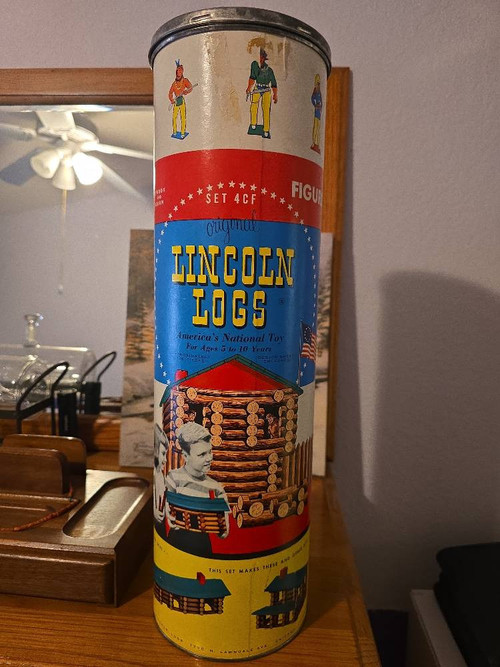 SET 4CF
FIGU
original
LINCOLN
LOGS
America's National Toy
For Ages 5 to 10 Years
THIS SET MAKES THESE AND